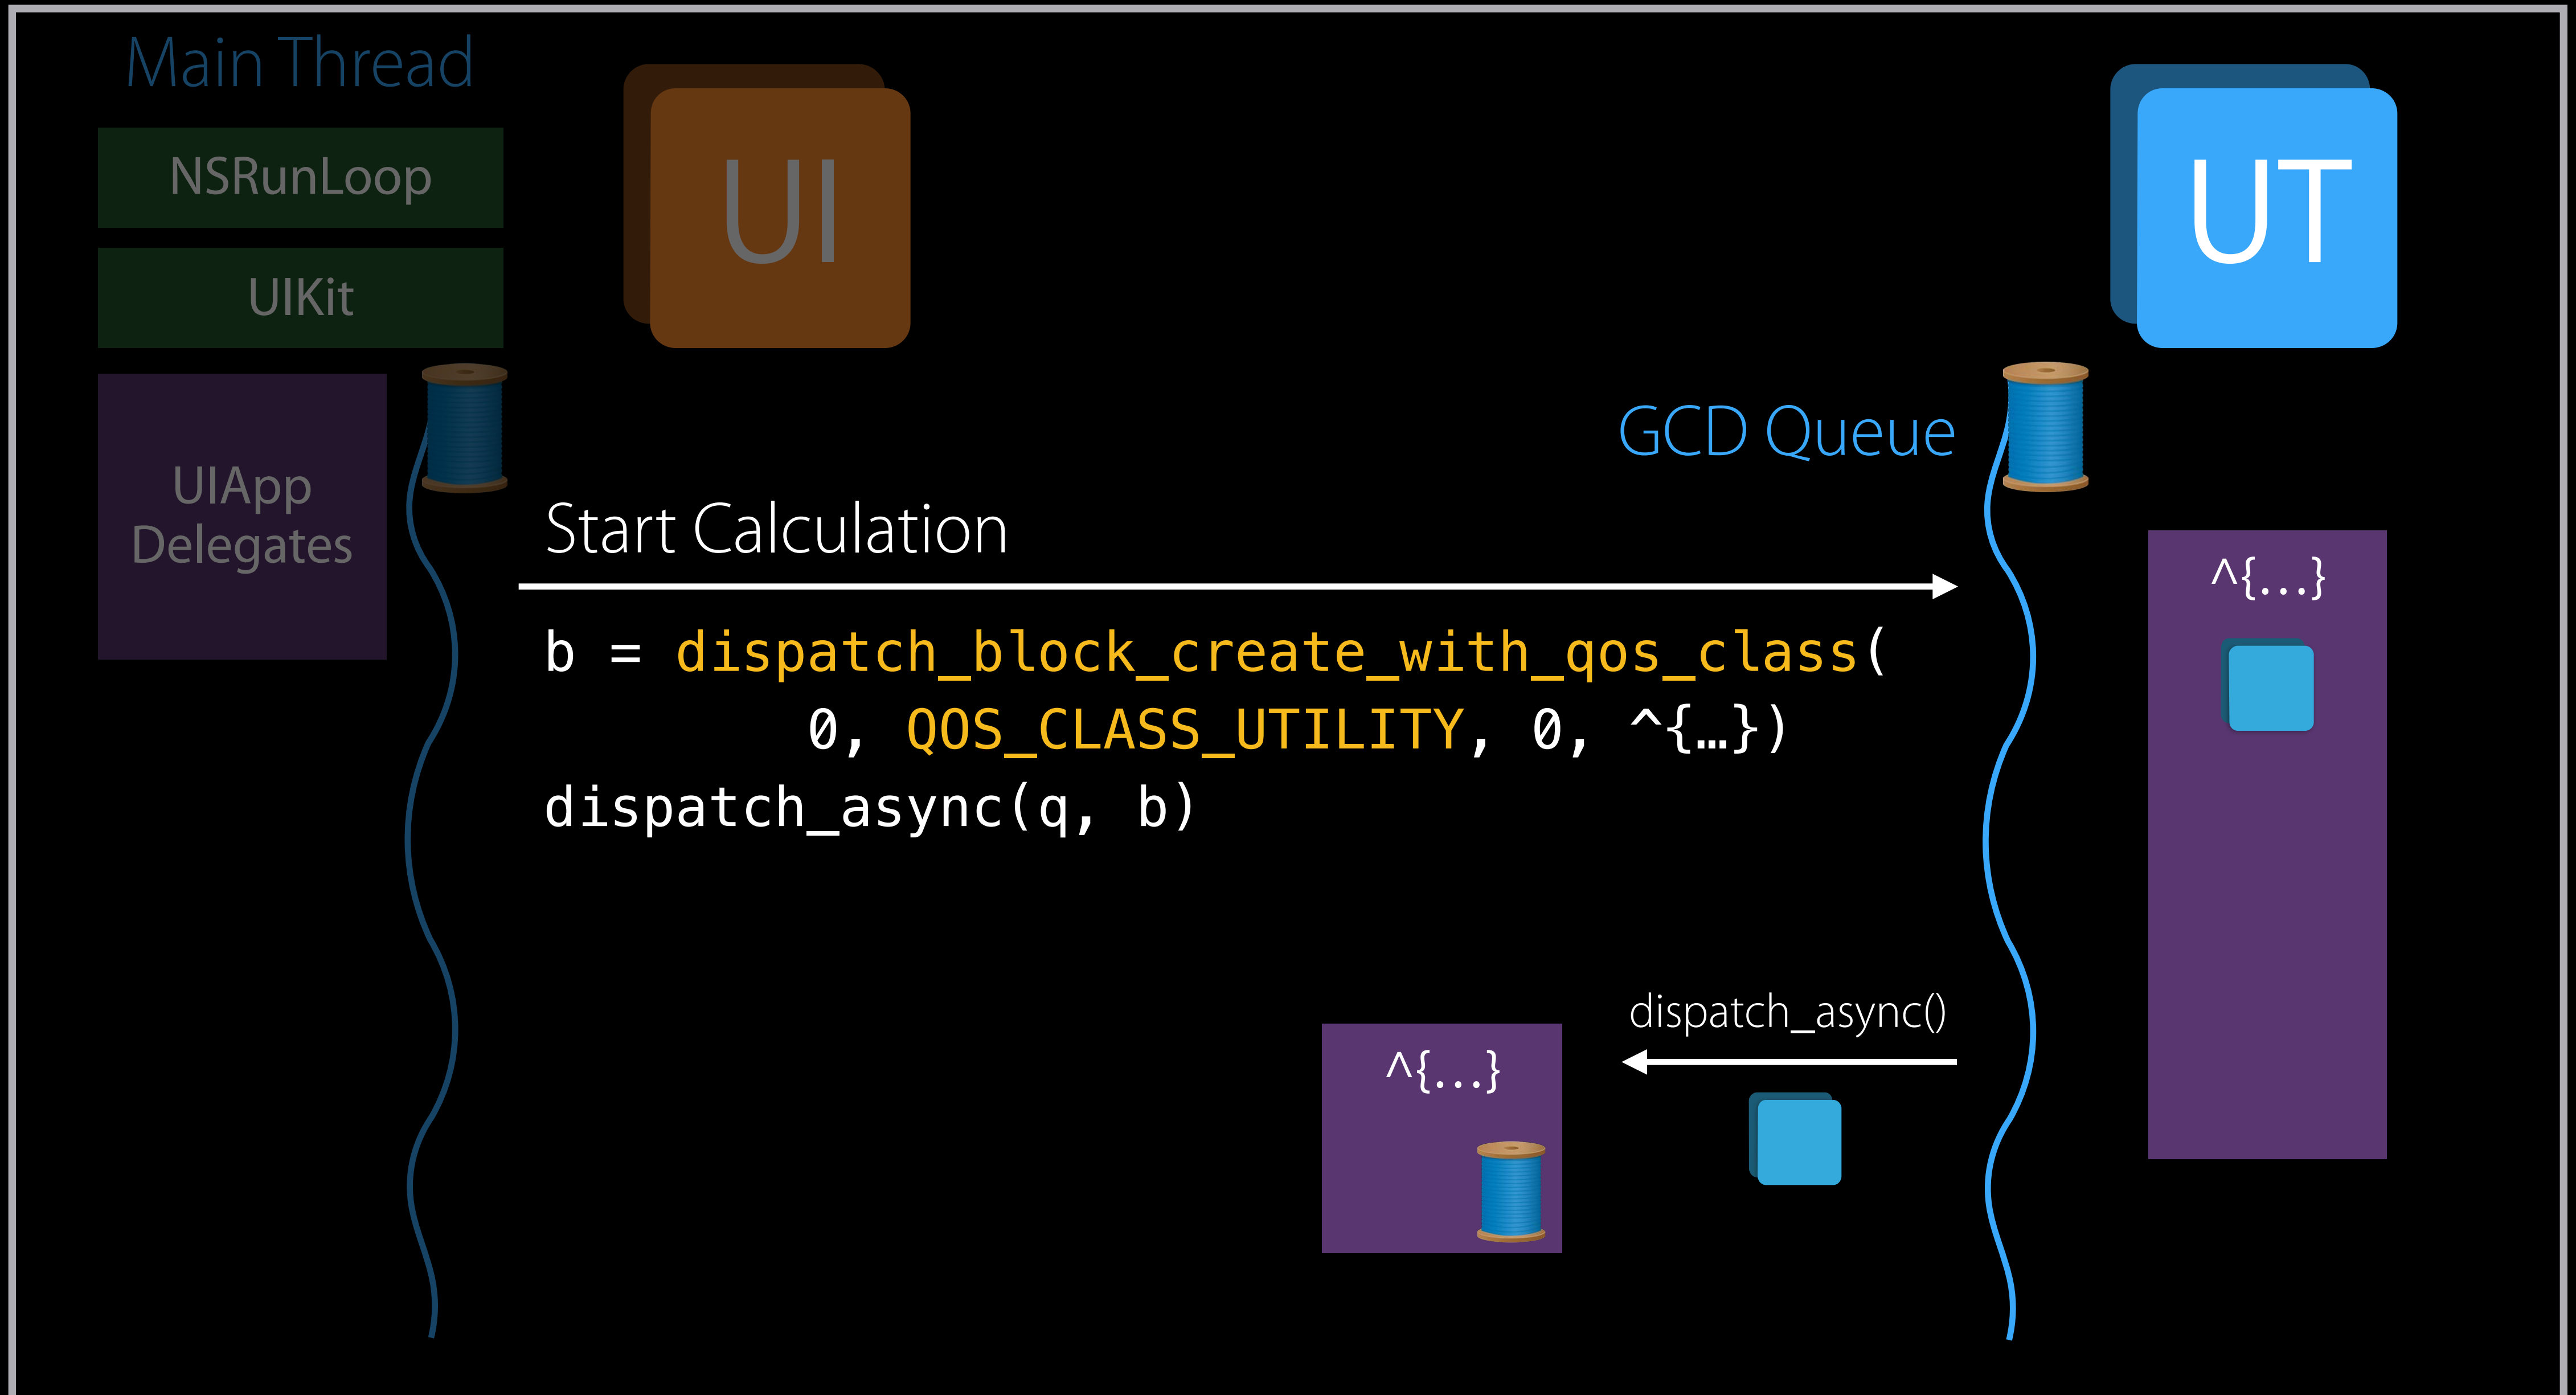 Main Thread
NSRunLoop
UIKit
UIApp
Delegates
UI
UT
GCD Queue
Start Calculation
b = dispatch_block_create_with_qos_class(
0, QOS_CLASS_UTILITY, 0, ^{…})
dispatch_async(q, b)
^{…}
dispatch_async()
^{…}